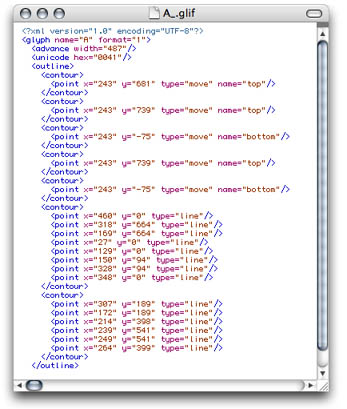 A_.glif
<?xml version="1.0" encoding="UTF-8"?>
<glyph name="A" format="1">
<advance width="487"/>
<unicode hex="0041"/>
<outline>
<contour>
<point x="243" y="681" type="move" name="top"/>
</contour>
<contour>
<point x="243" y="739" type="move" name="top"/>
</contour>
<contour>
<point x="243" y="-75" type="move" name="bottom"/>
</contour>
<contour>
<point x="243" y="739" type="move" name="top"/>
</contour>
<contour>
<point x="243" y="-75" type="move" name="bottom"/>
</contour>
<contour>
<point x="460" y="0" type="line"/>
<point x="318" y="664" type="line"/>
<point x="169" y="664" type="line"/>
<point x="27" y="0" type="line"/>
<point x="129" y="0" type="line"/>
<point x="150" y="94" type="line"/>
<point x="328" y="94" type="line"/>
<point x="348" y="0" type="line"/>
</contour>
<contour>
<point x="307" y="189" type="line"/>
<point x="172" y="189" type="line"/>
<point x="214" y="398" type="line"/>
<point x="239" y="541" type="line"/>
<point x="249" y="541" type="line"/>
<point x="264" y="399" type="line"/>
</contour>
</outline>